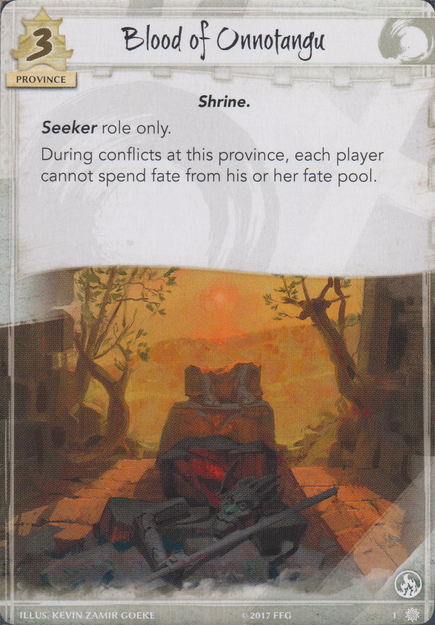 3
Blood of Onnotangu
PROVINCE
Shrine.
Seeker role only.
During conflicts at this province, each player
cannot spend fate from his or her fate pool.
ILLUS. KEVIN ZAMIR GOEKE
© 2017 FFG
1